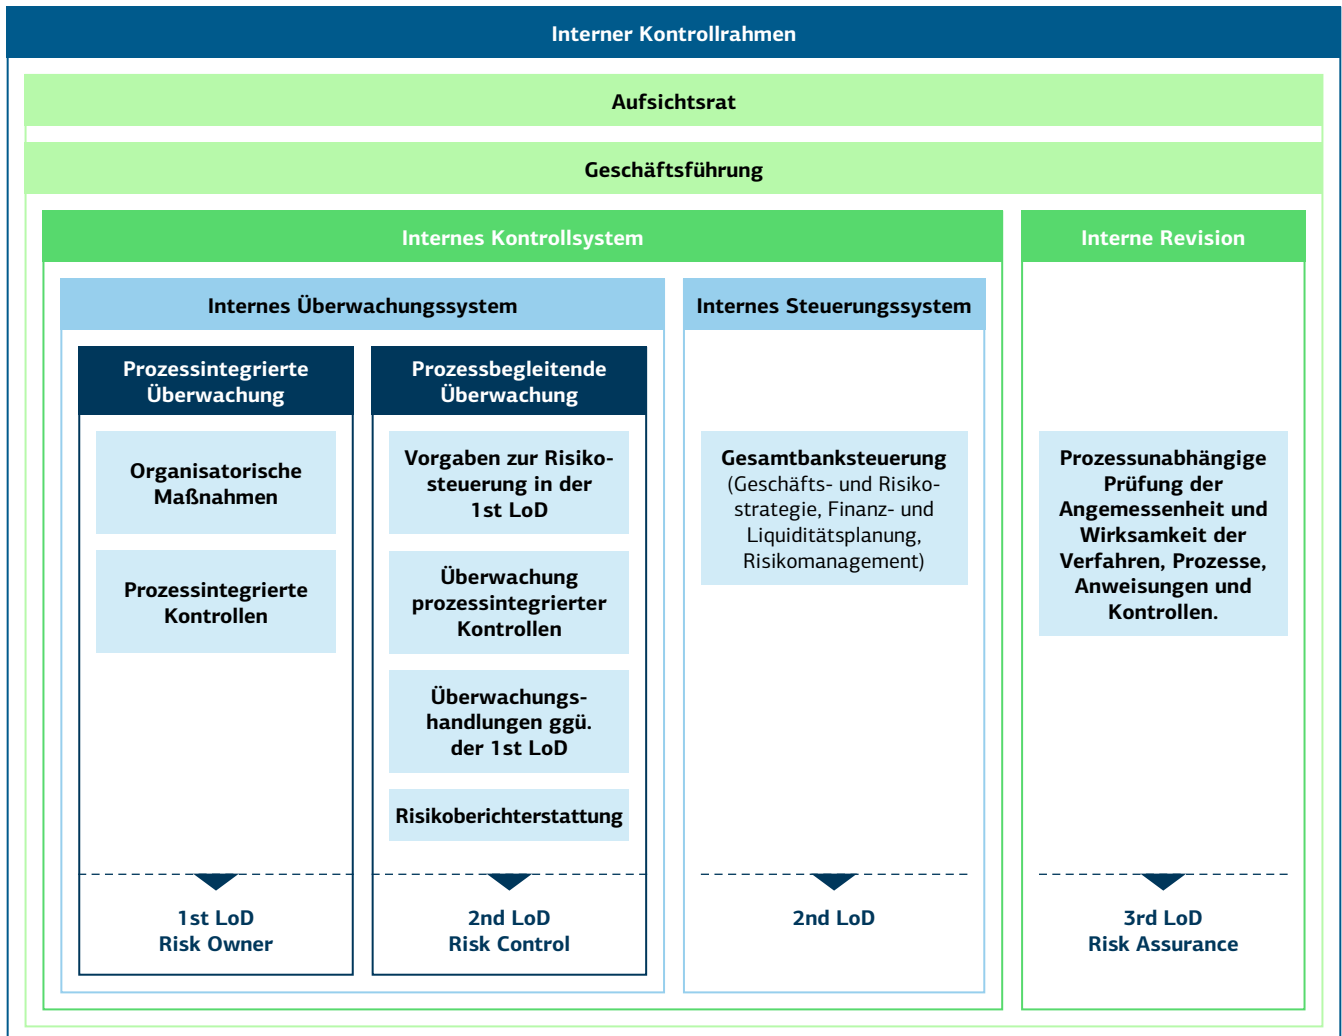 Interner Kontrollrahmen
Aufsichtsrat
Geschäftsführung
Internes Kontrollsystem
Interne Revision
Internes Überwachungssystem
Internes Steuerungssystem
Prozessintegrierte
Überwachung
Prozessbegleitende
Überwachung
Organisatorische
Maßnahmen
Prozessintegrierte
Kontrollen
Vorgaben zur Risiko-
steuerung in der
1st LoD
Überwachung
prozessintegrierter
Kontrollen
Überwachungs-
handlungen ggü.
der 1st LoD
Risikoberichterstattung
Gesamtbanksteuerung
(Geschäfts- und Risiko-
strategie, Finanz- und
Liquiditätsplanung,
Risikomanagement)
Prozessunabhängige
Prüfung der
Angemessenheit und
Wirksamkeit der
Verfahren, Prozesse,
Anweisungen und
Kontrollen.
1st LoD
Risk Owner
2nd LoD
Risk Control
2nd LoD
3rd LoD
Risk Assurance